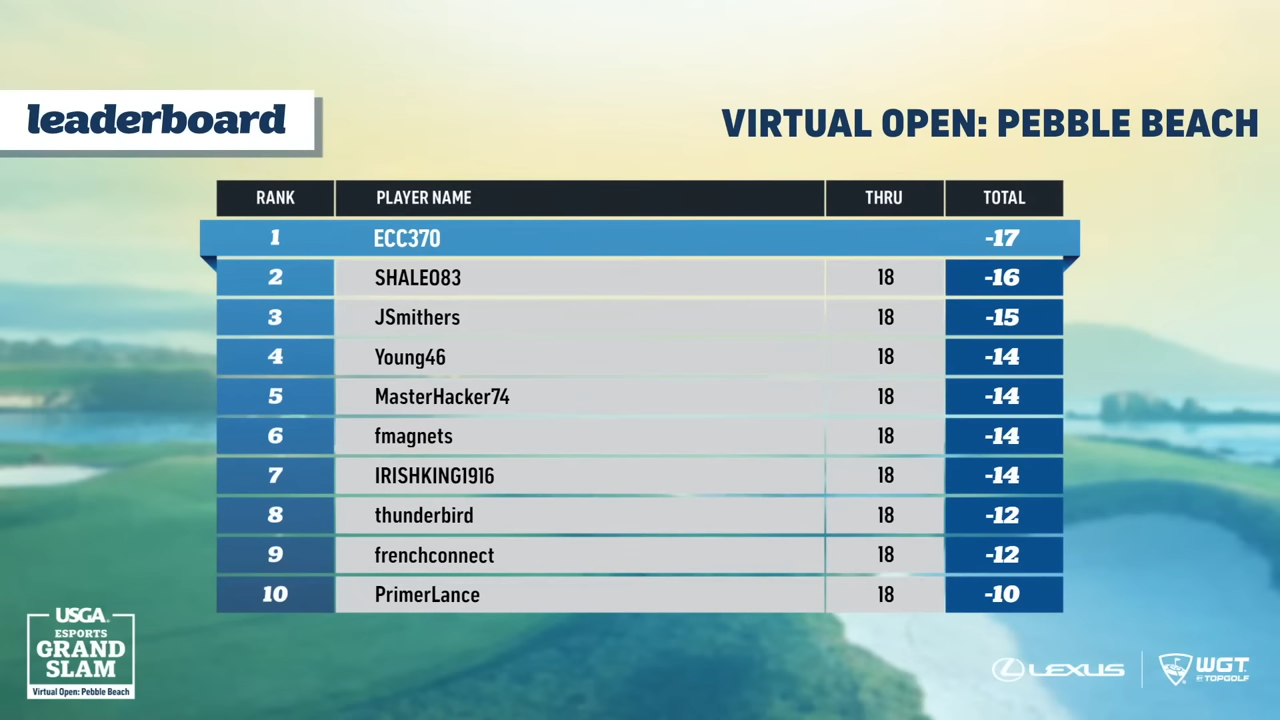 leaderboard
VIRTUAL OPEN: PEBBLE BEACH
RANK PLAYER NAME THRU TOTAL
1 ECC370 -17
2 SHALEO83 18 -16
3 JSmithers 18 -15
4 Young46 18 -14
5 MasterHacker74 18 -14
6 fmagnets 18 -14
7 IRISHKING1916 18 -14
8 thunderbird 18 -12
9 frenchconnect 18 -12
10 PrimerLance 18 -10
USGA
ESPORTS
GRAND
SLAM
Virtual Open: Pebble Beach
LEXUS
WGT
BY TOPGOLF